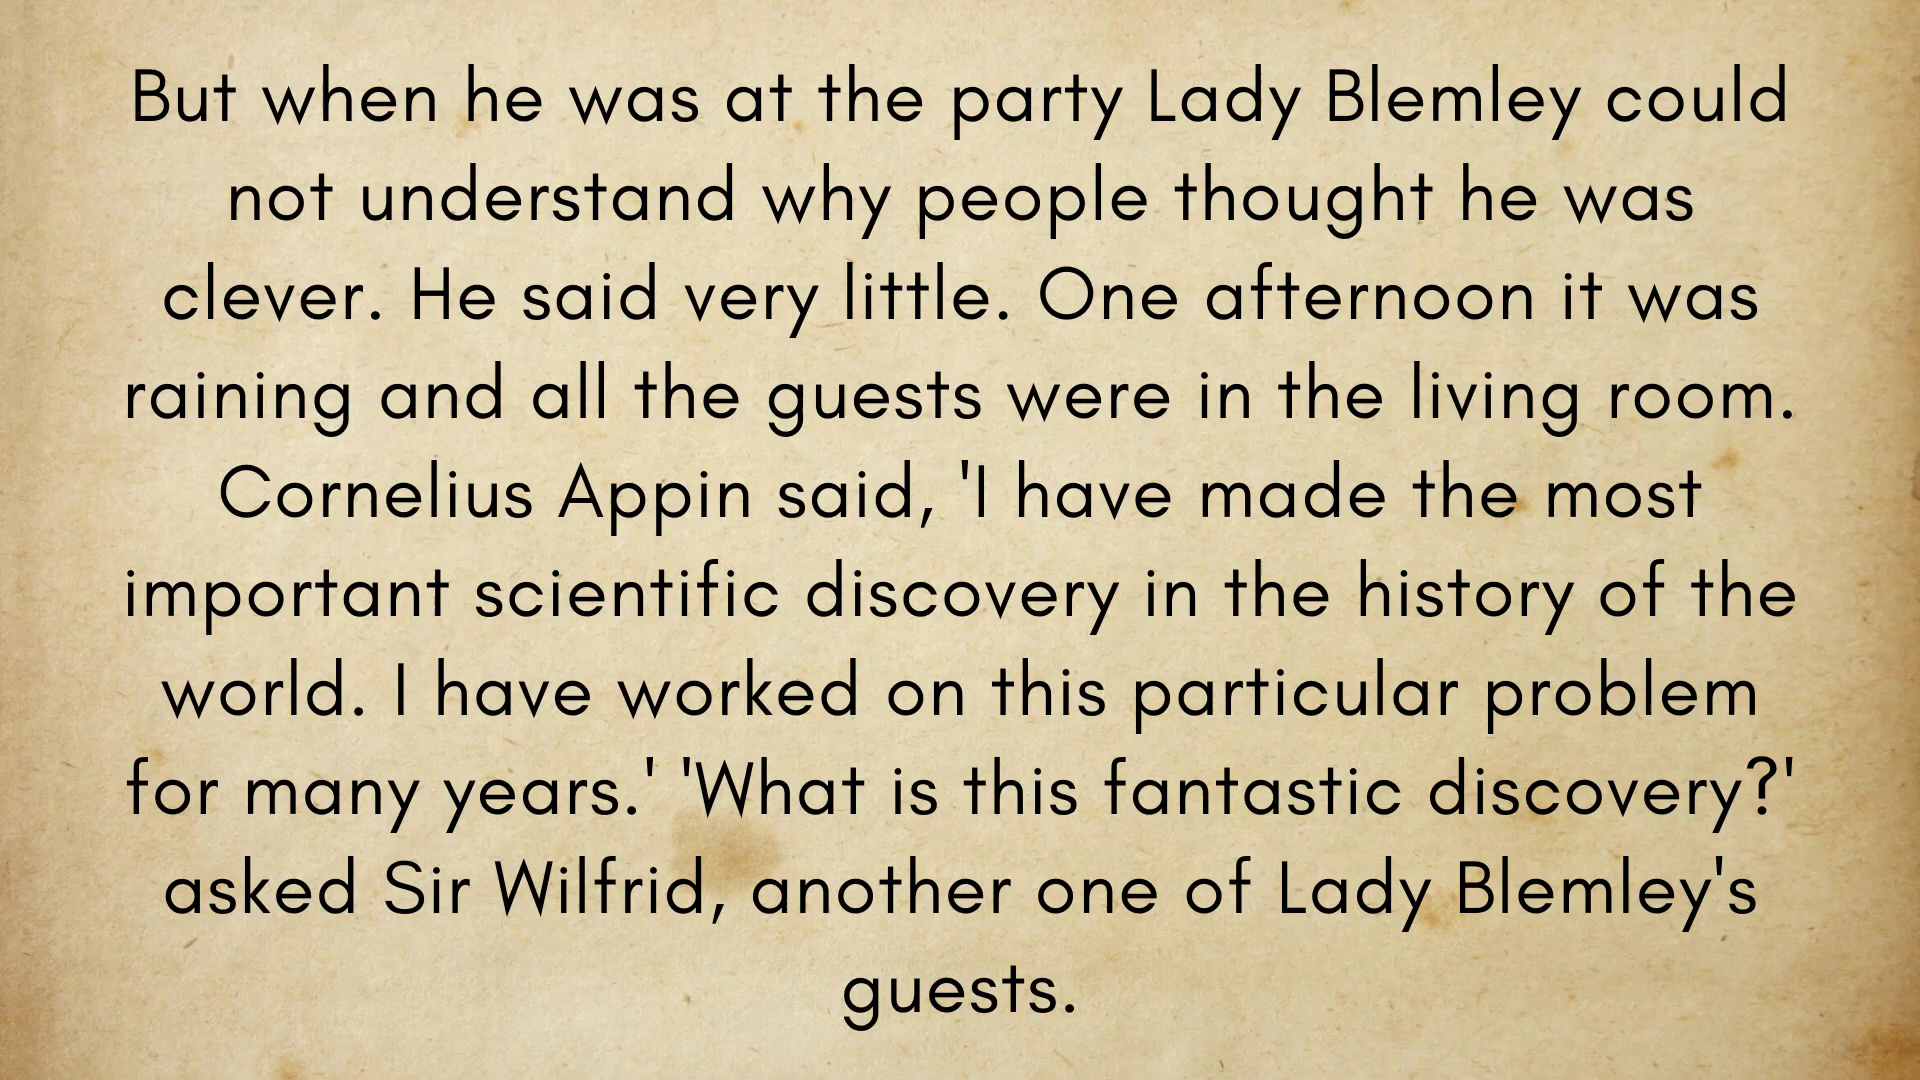 But when he was at the party Lady Blemley could
not understand why people thought he was
clever. He said very little. One afternoon it was
raining and all the guests were in the living room.
Cornelius Appin said, 'I have made the most
important scientific discovery in the history of the
world. I have worked on this particular problem
for many years.' 'What is this fantastic discovery?'
asked Sir Wilfrid, another one of Lady Blemley's
guests.